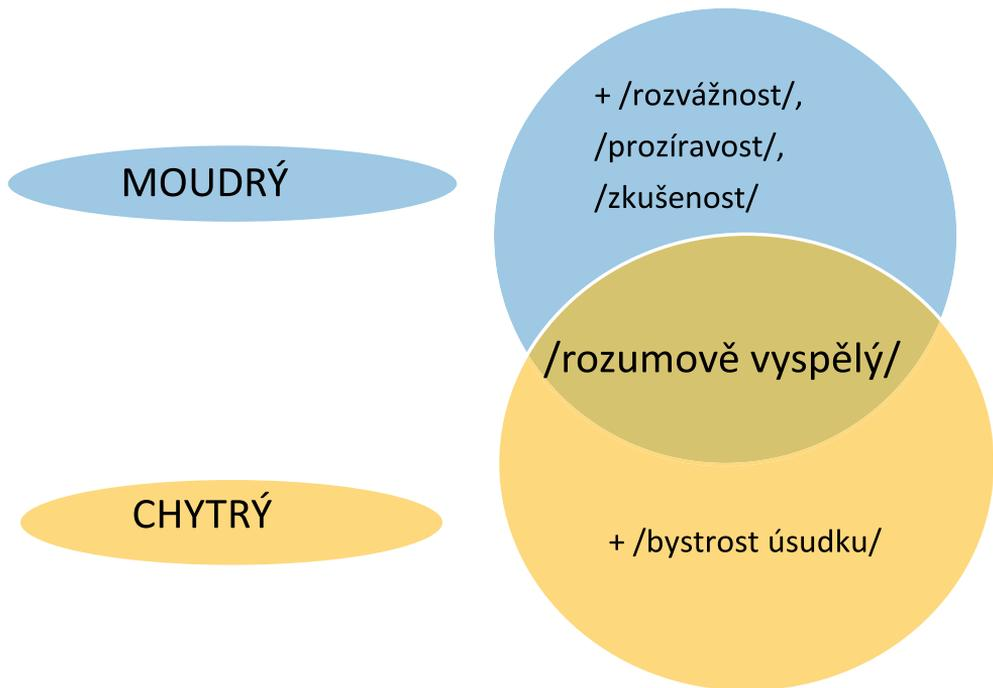 MOUDRÝ
+ /rozvážnost/,
/prozíravost/,
/zkušenost/
/rozumově vyspělý/
CHYTRÝ
+ /bystrost úsudku/